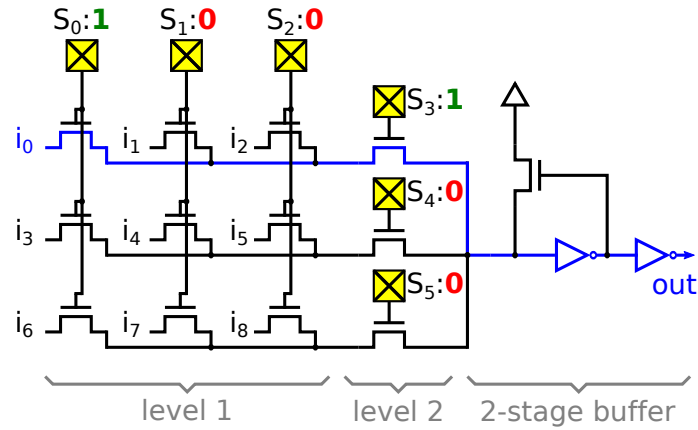 S₀:1 S₁:0 S₂:0
S₃:1
i₀ i₁ i₂
S₄:0
i₃ i₄ i₅
S₅:0
out
i₆ i₇ i₈
level 1 level 2 2-stage buffer